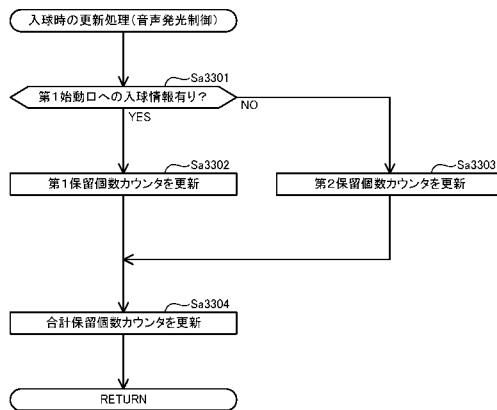 入球時の更新処理(音声発光制御)
Sa3301
第1始動口への入球情報有り?
NO
YES
Sa3302
第1保留個数カウンタを更新
Sa3303
第2保留個数カウンタを更新
Sa3304
合計保留個数カウンタを更新
RETURN